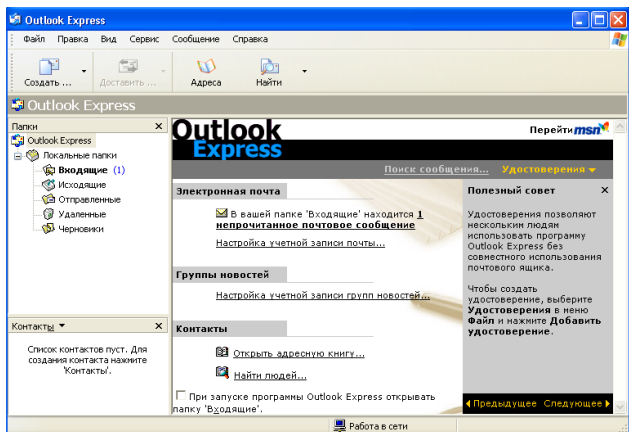 Outlook Express
Файл Правка Вид Сервис Сообщение Справка
Создать ... Доставить ... Адреса Найти
Outlook Express
Папки
Outlook Express
Локальные папки
Входящие (1)
Исходящие
Отправленные
Удаленные
Черновики
Контакты
Список контактов пуст. Для
создания контакта нажмите
'Контакты'.
Outlook
Express
Перейти msn
Поиск сообщения... Удостоверения
Электронная почта
В вашей папке 'Входящие' находится 1
непрочитанное почтовое сообщение
Настройка учетной записи почты...
Группы новостей
Настройка учетной записи групп новостей...
Контакты
Открыть адресную книгу...
Найти людей...
При запуске программы Outlook Express открывать
папку 'Входящие'.
Полезный совет
Удостоверения позволяют
нескольким людям
использовать программу
Outlook Express без
совместного использования
почтового ящика.
Чтобы создать
удостоверение, выберите
Удостоверения в меню
Файл и нажмите Добавить
удостоверение.
Предыдущее Следующее
Работа в сети